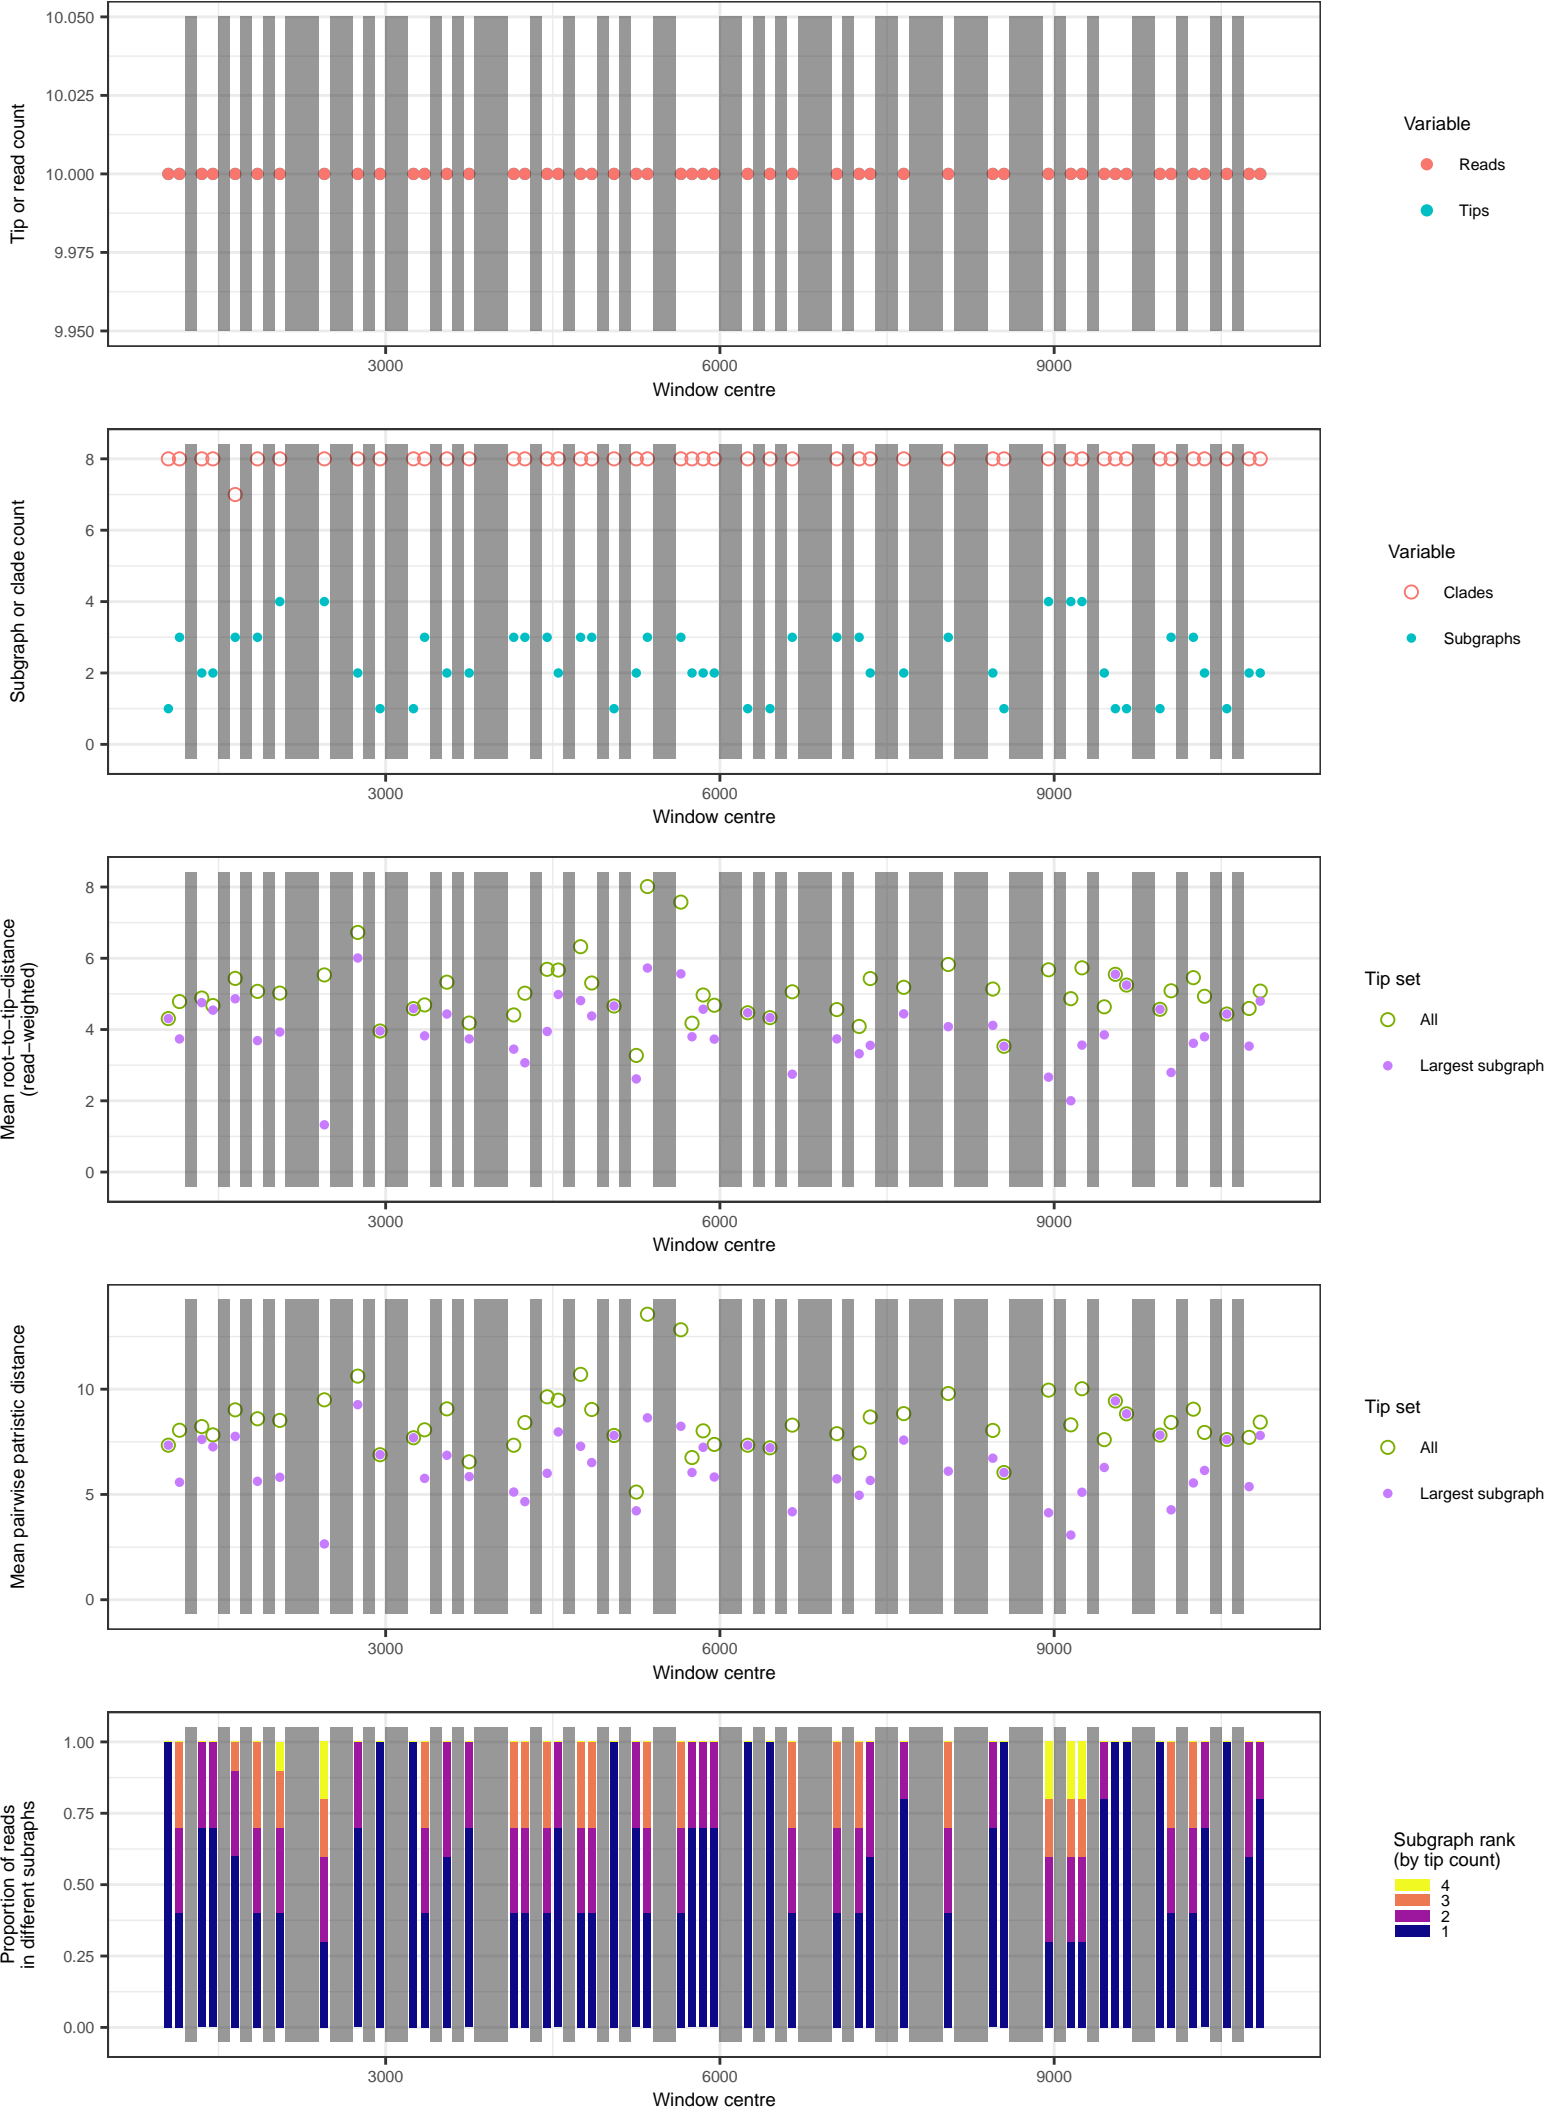 10.050
10.025
10.000
9.975
9.950
Tip or read count
3000
6000
9000
Window centre
Variable
Reads
Tips
8
6
4
2
0
Subgraph or clade count
3000
6000
9000
Window centre
Variable
Clades
Subgraphs
8
6
4
2
0
Mean root−to−tip−distance
(read−weighted)
3000
6000
9000
Window centre
Tip set
All
Largest subgraph
10
5
0
Mean pairwise patristic distance
3000
6000
9000
Window centre
Tip set
All
Largest subgraph
1.00
0.75
0.50
0.25
0.00
Proportion of reads
in different subraphs
3000
6000
9000
Window centre
Subgraph rank
(by tip count)
4
3
2
1